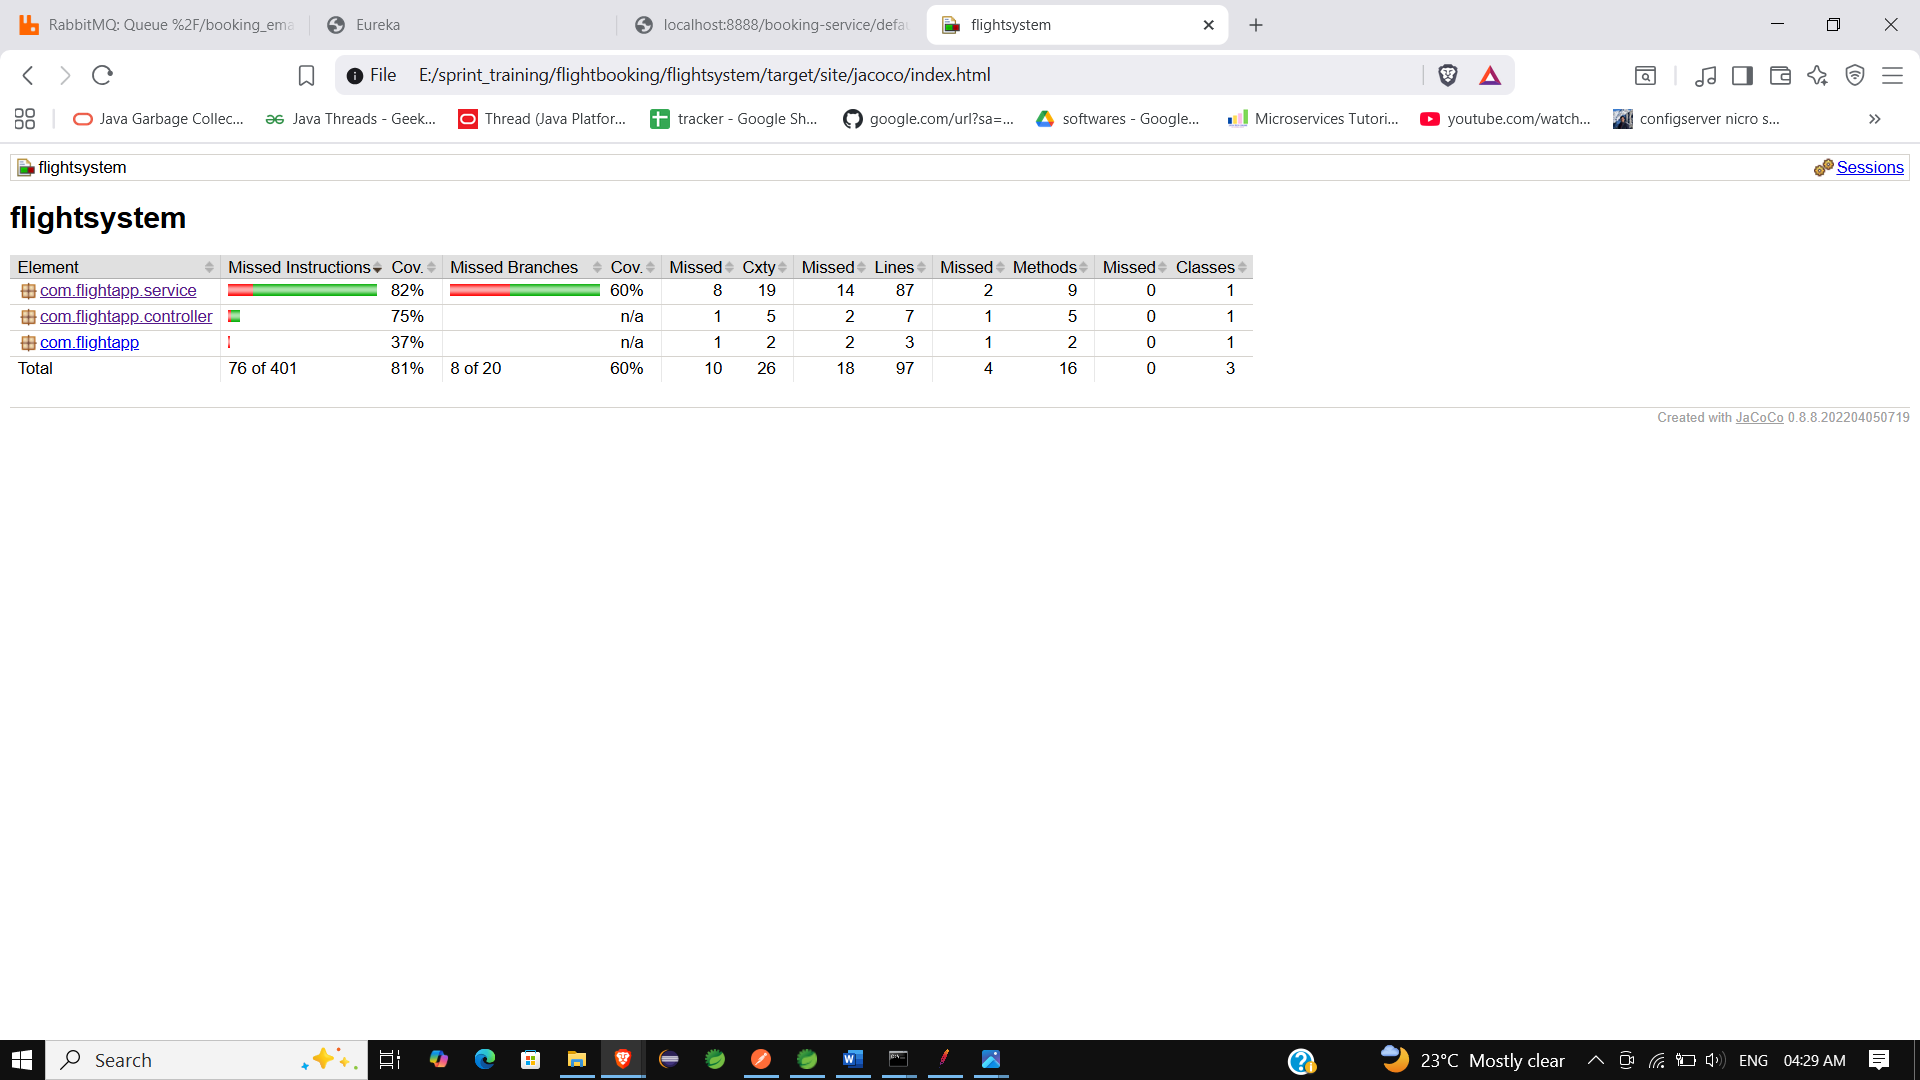 RabbitMQ: Queue %2F/booking_ema
Eureka
localhost:8888/booking-service/defau
flightsystem
File E:/sprint_training/flightbooking/flightsystem/target/site/jacoco/index.html
Java Garbage Collec...
Java Threads - Geek...
Thread (Java Platfor...
tracker - Google Sh...
google.com/url?sa=...
softwares - Google...
Microservices Tutori...
youtube.com/watch...
configserver nicro s...
flightsystem
Sessions
flightsystem
Element Missed Instructions Cov. Missed Branches Cov. Missed Cxty Missed Lines Missed Methods Missed Classes
com.flightapp.service 82% 60% 8 19 14 87 2 9 0 1
com.flightapp.controller 75% n/a 1 5 2 7 1 5 0 1
com.flightapp 37% n/a 1 2 2 3 1 2 0 1
Total 76 of 401 81% 8 of 20 60% 10 26 18 97 4 16 0 3
Created with JaCoCo 0.8.8.202204050719
Search
23°C Mostly clear
ENG
04:29 AM